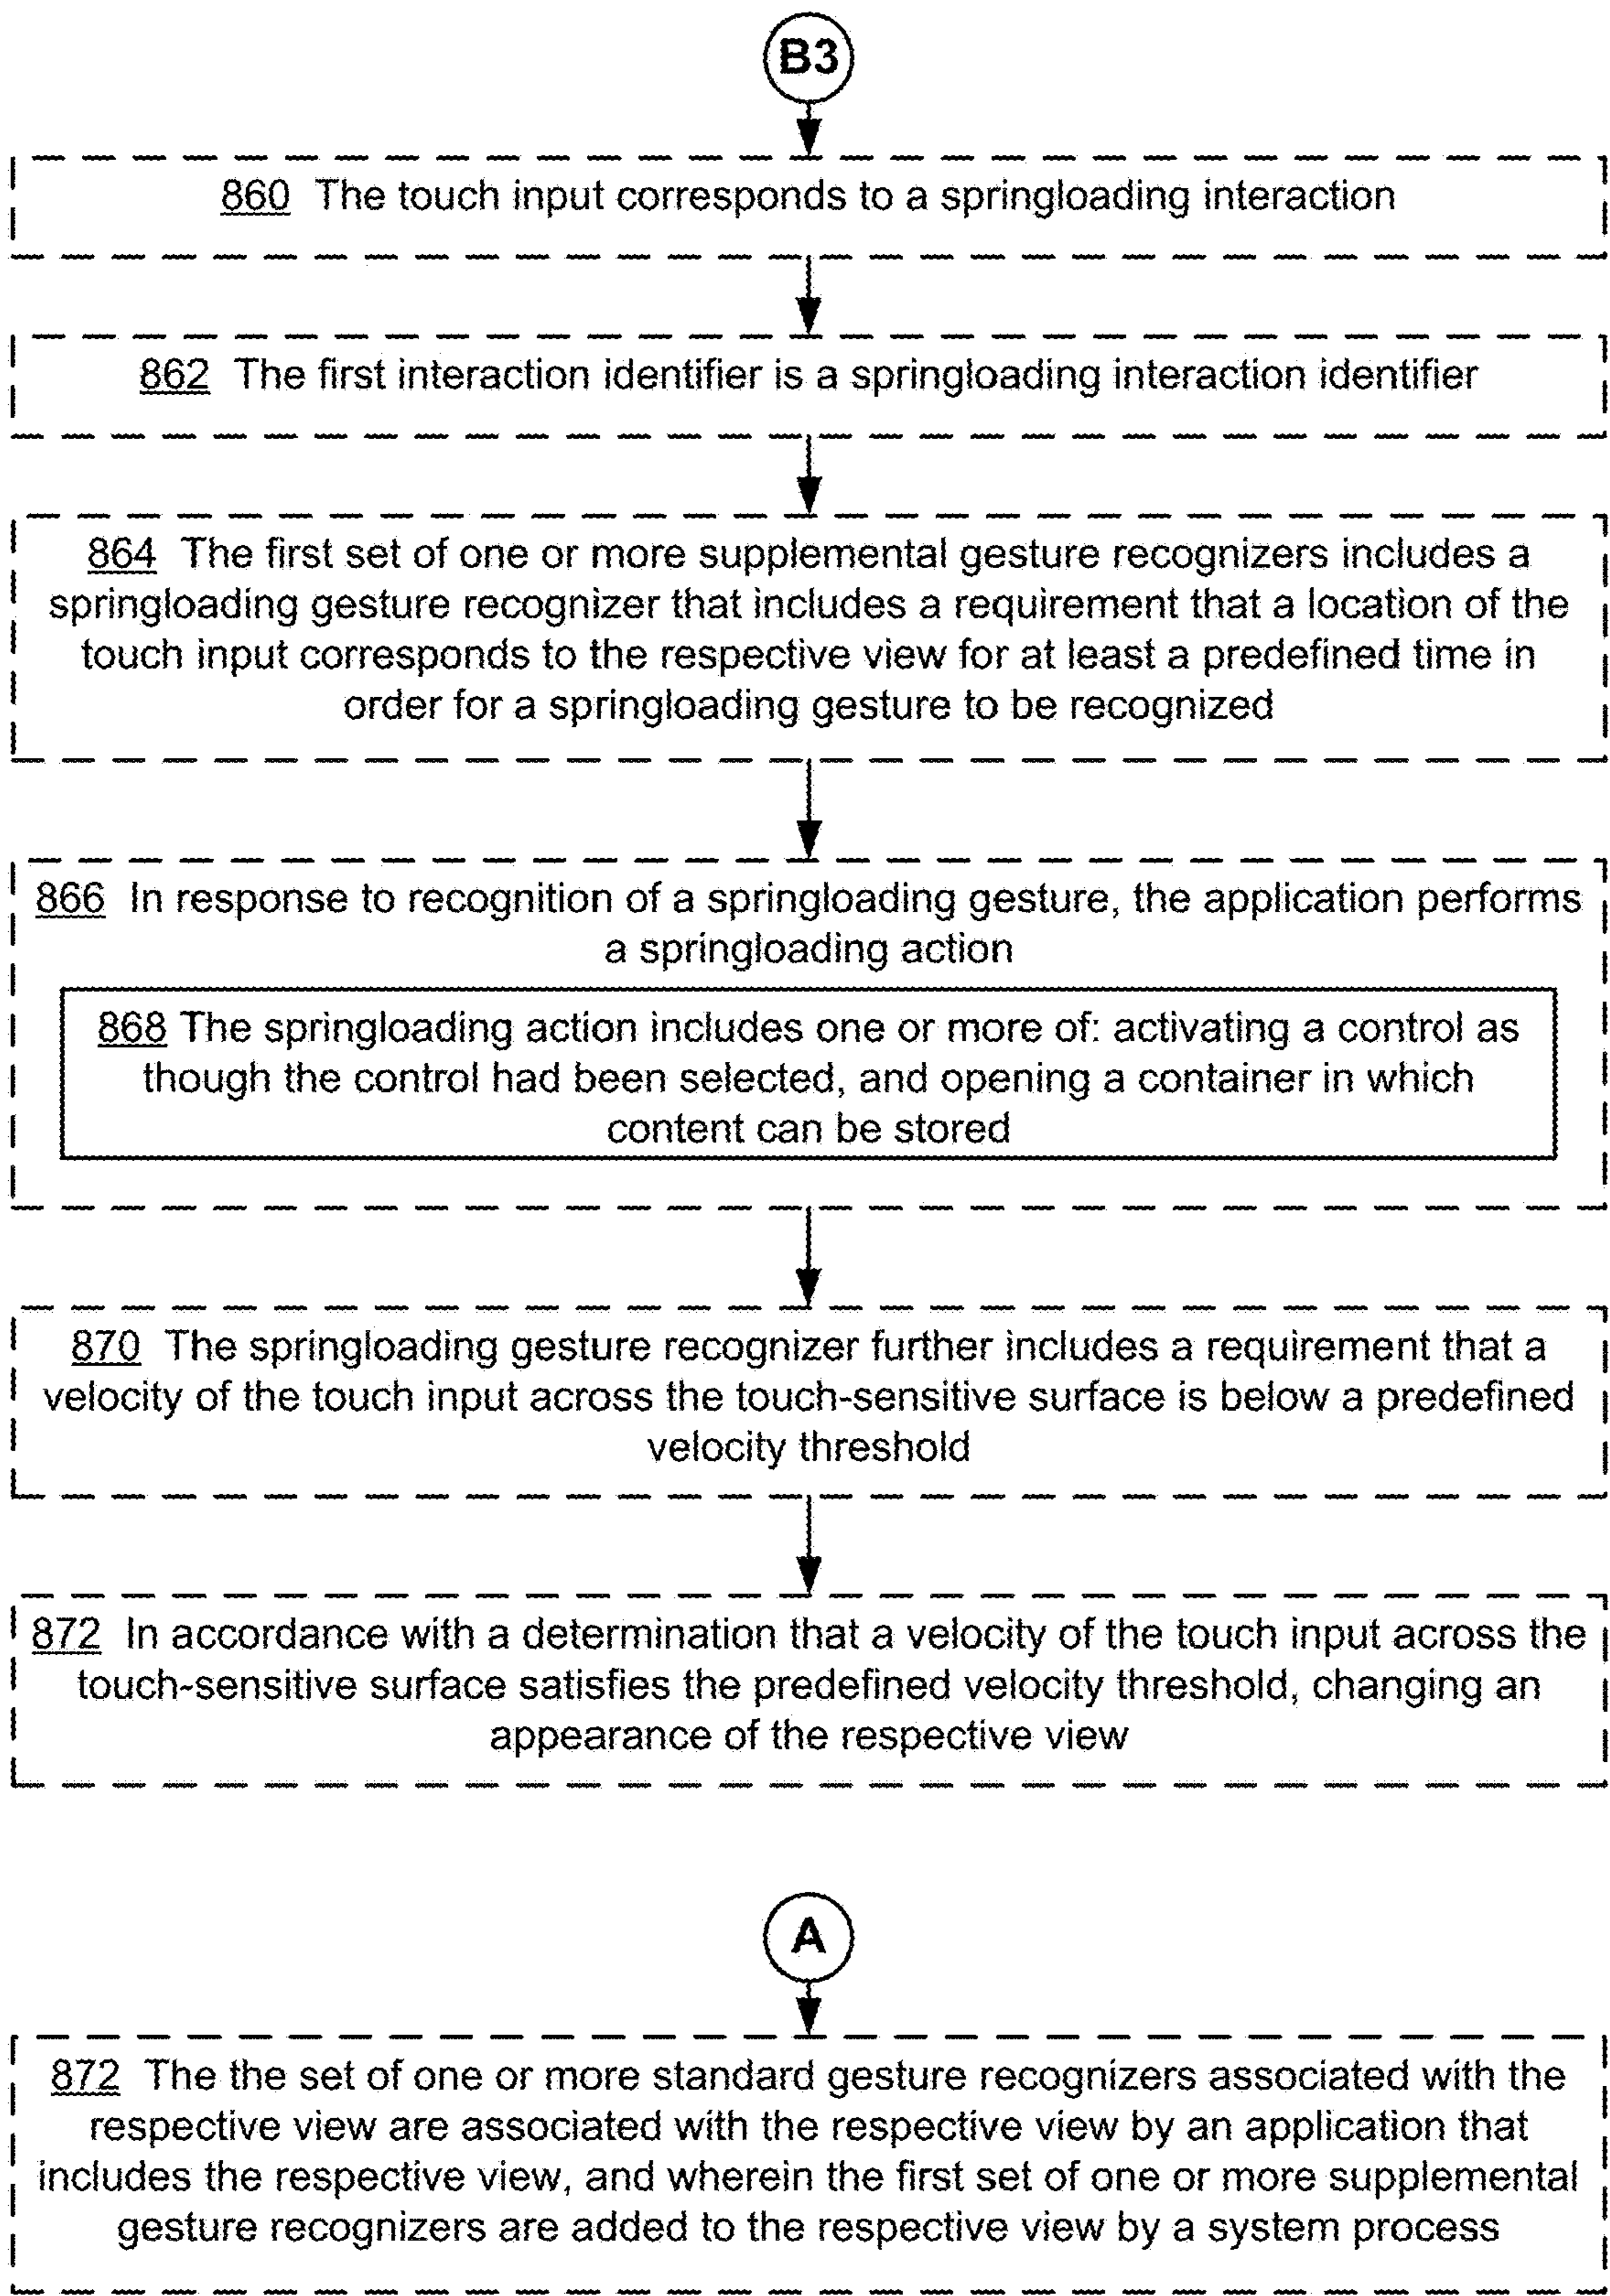 B3
860 The touch input corresponds to a springloading interaction
862 The first interaction identifier is a springloading interaction identifier
864 The first set of one or more supplemental gesture recognizers includes a
springloading gesture recognizer that includes a requirement that a location of the
touch input corresponds to the respective view for at least a predefined time in
order for a springloading gesture to be recognized
866 In response to recognition of a springloading gesture, the application performs
a springloading action
868 The springloading action includes one or more of: activating a control as
though the control had been selected, and opening a container in which
content can be stored
870 The springloading gesture recognizer further includes a requirement that a
velocity of the touch input across the touch-sensitive surface is below a predefined
velocity threshold
872 In accordance with a determination that a velocity of the touch input across the
touch-sensitive surface satisfies the predefined velocity threshold, changing an
appearance of the respective view
A
872 The the set of one or more standard gesture recognizers associated with the
respective view are associated with the respective view by an application that
includes the respective view, and wherein the first set of one or more supplemental
gesture recognizers are added to the respective view by a system process